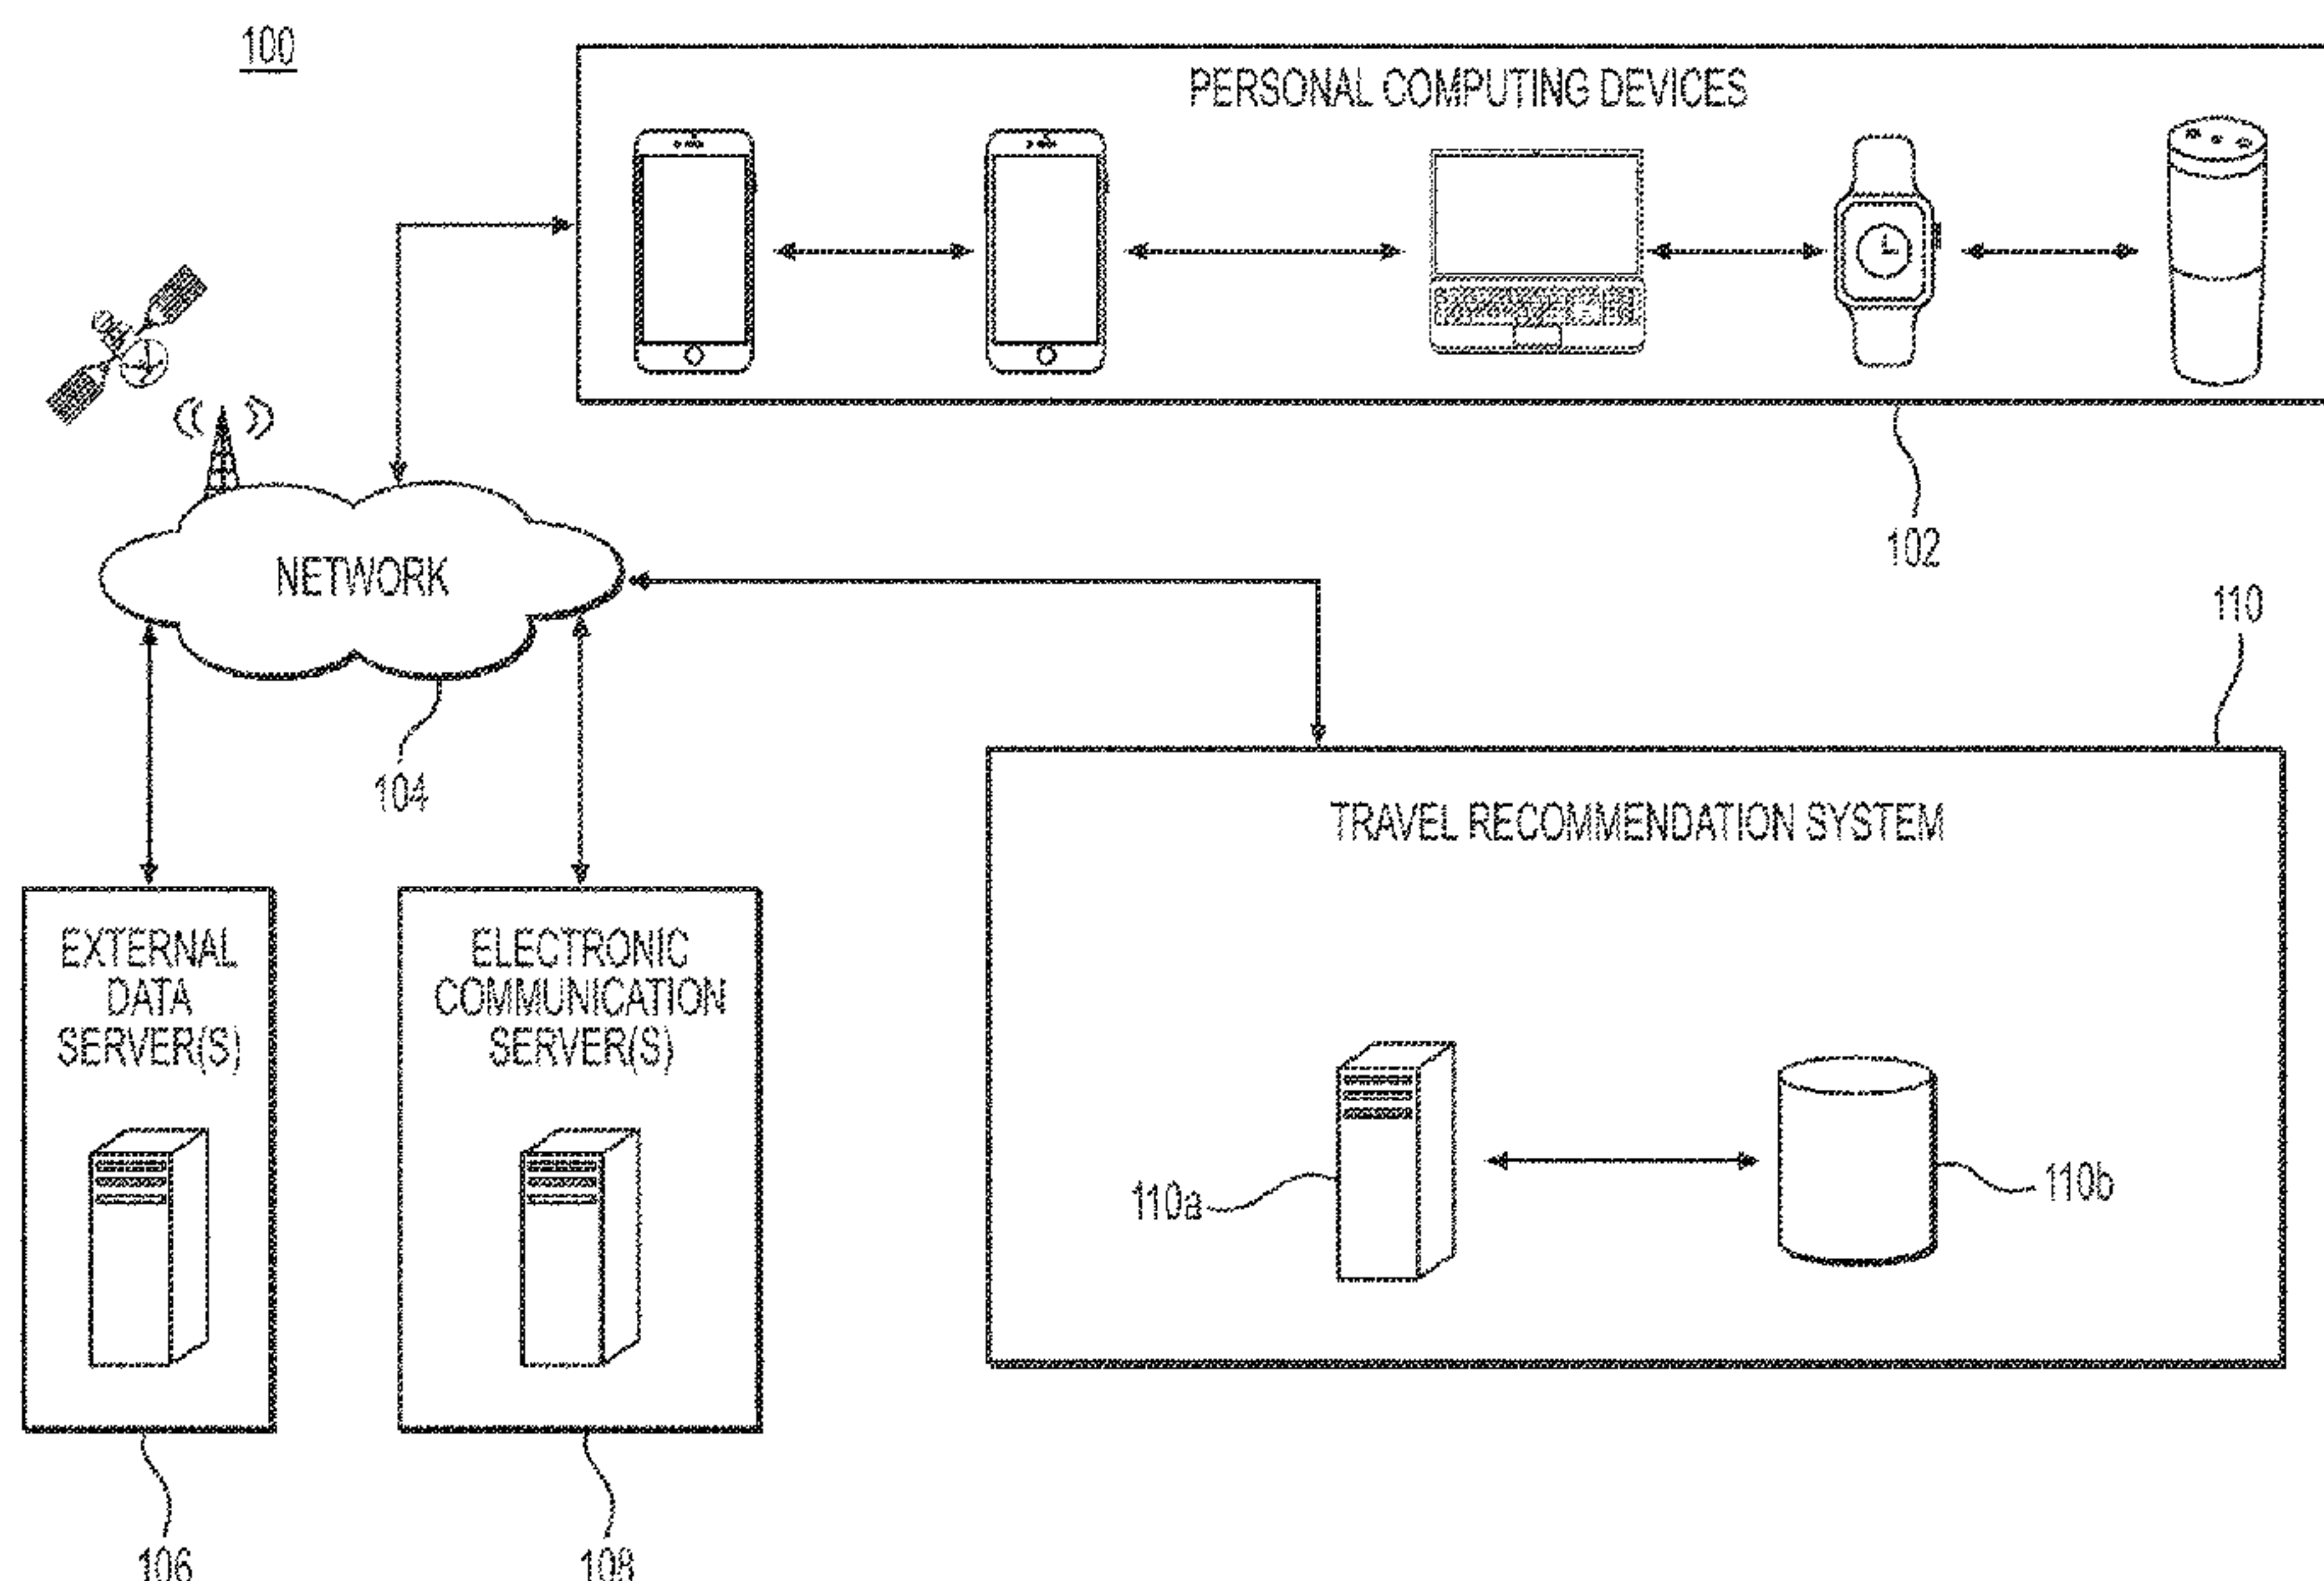 100
PERSONAL COMPUTING DEVICES
102
NETWORK
104
110
TRAVEL RECOMMENDATION SYSTEM
EXTERNAL
DATA
SERVER(S)
ELECTRONIC
COMMUNICATION
SERVER(S)
110a
110b
106
108